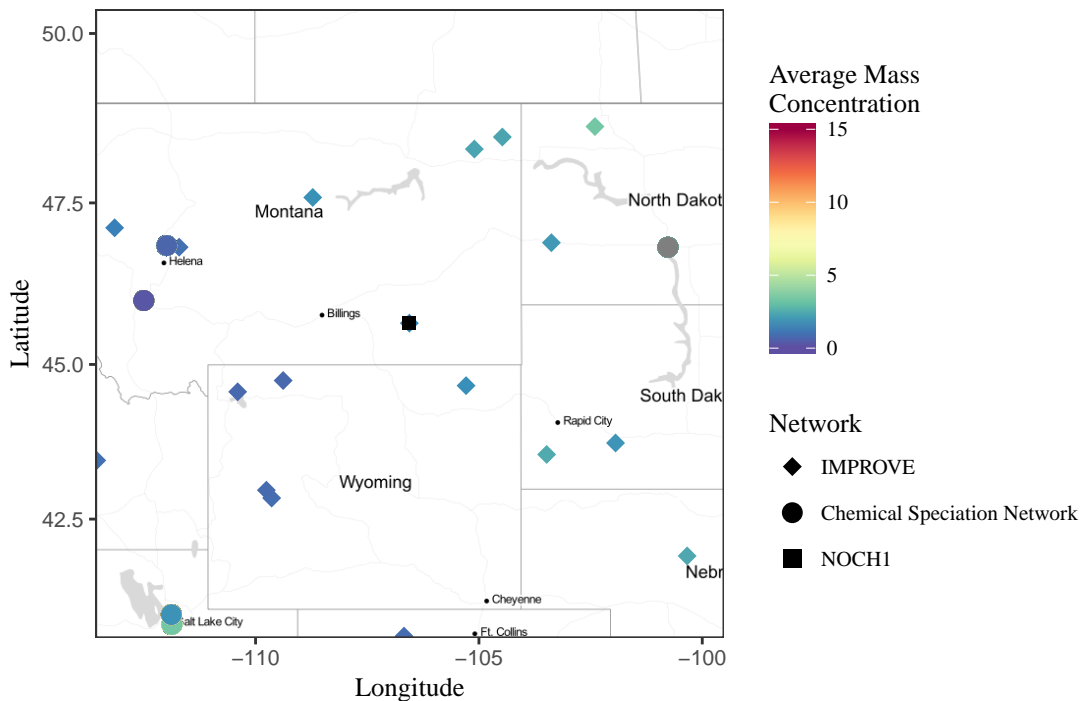 50.0
47.5
45.0
42.5
Latitude
−110
−105
−100
Longitude
Montana
North Dakot
Helena
Billings
South Dak
Rapid City
Wyoming
Nebr
Cheyenne
alt Lake City
Ft. Collins
Average Mass
Concentration
15
10
5
0
Network
IMPROVE
Chemical Speciation Network
NOCH1